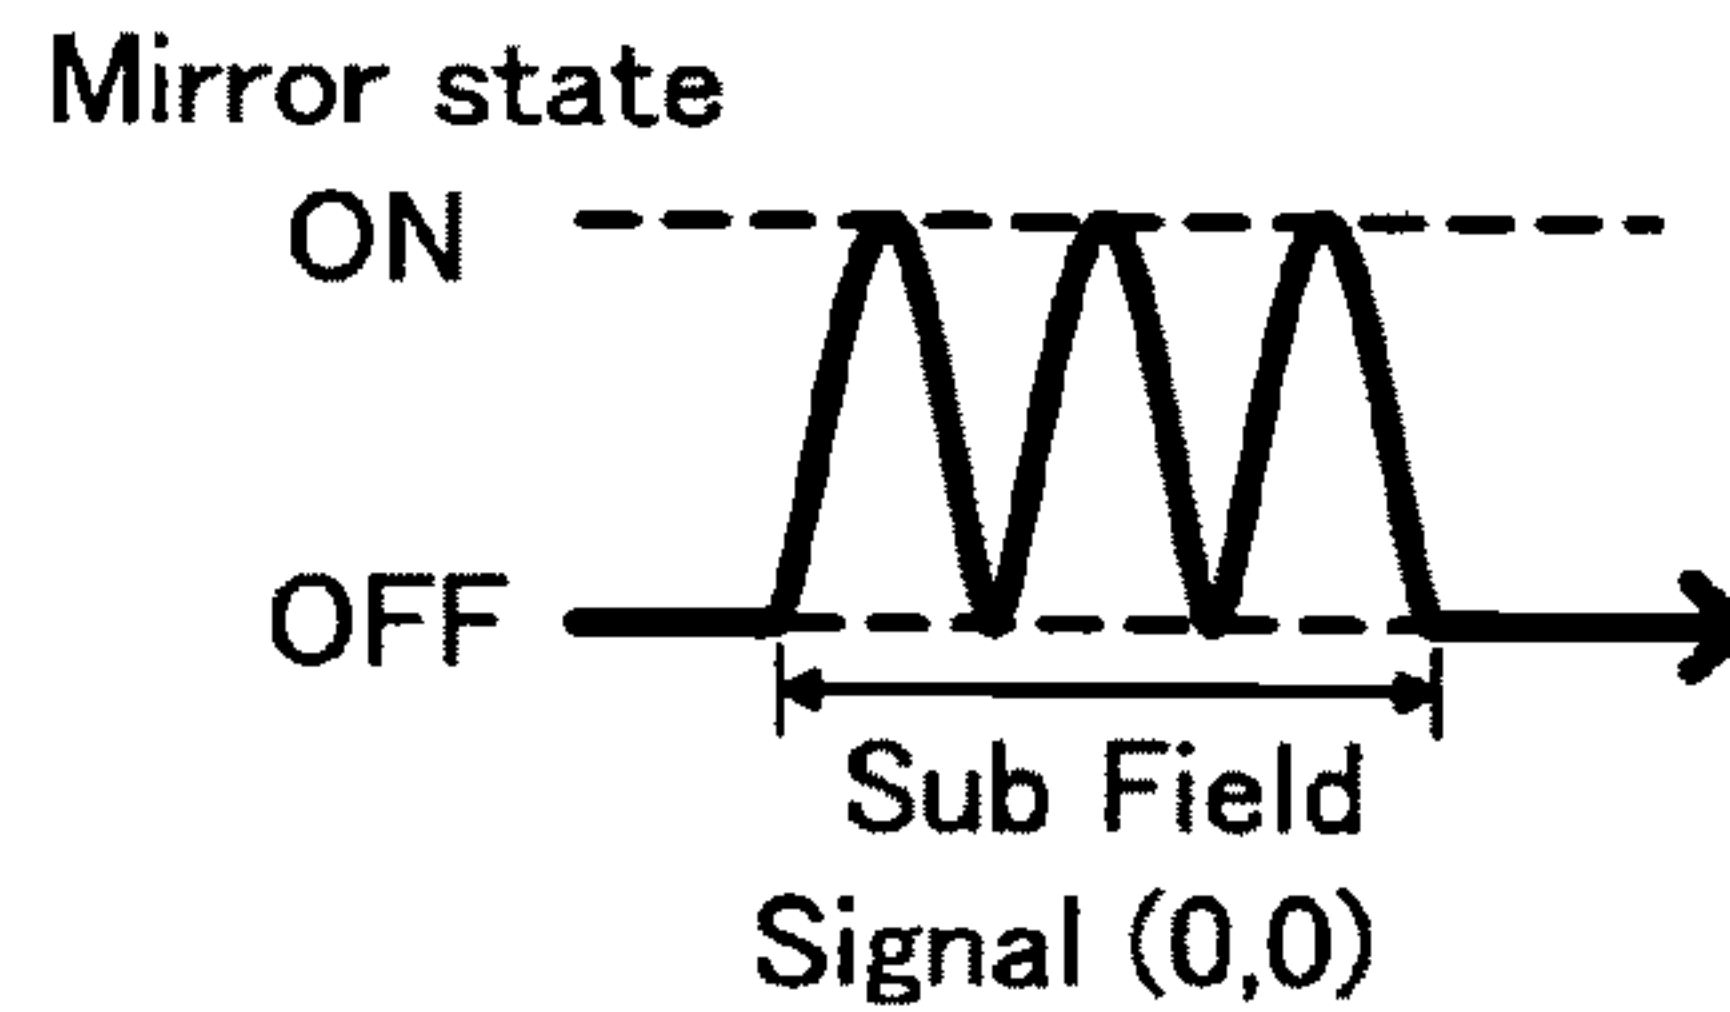 Mirror state
ON
OFF
Sub Field
Signal (0,0)